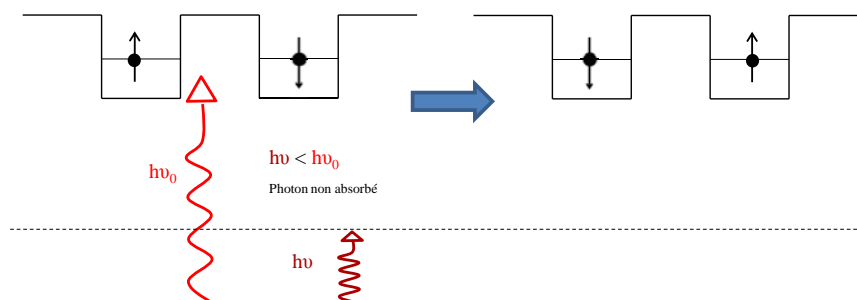 hυ < hυ₀
hυ₀
Photon non absorbé
hυ